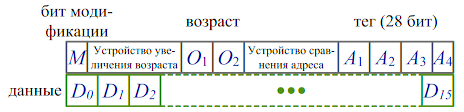 бит моди-
фикации
возраст
тег (28 бит)
M Устройство уве-
личения возраста O1 O2 Устройство срав-
нения адреса A1 A2 A3 A4
данные D0 D1 D2 ••• D15